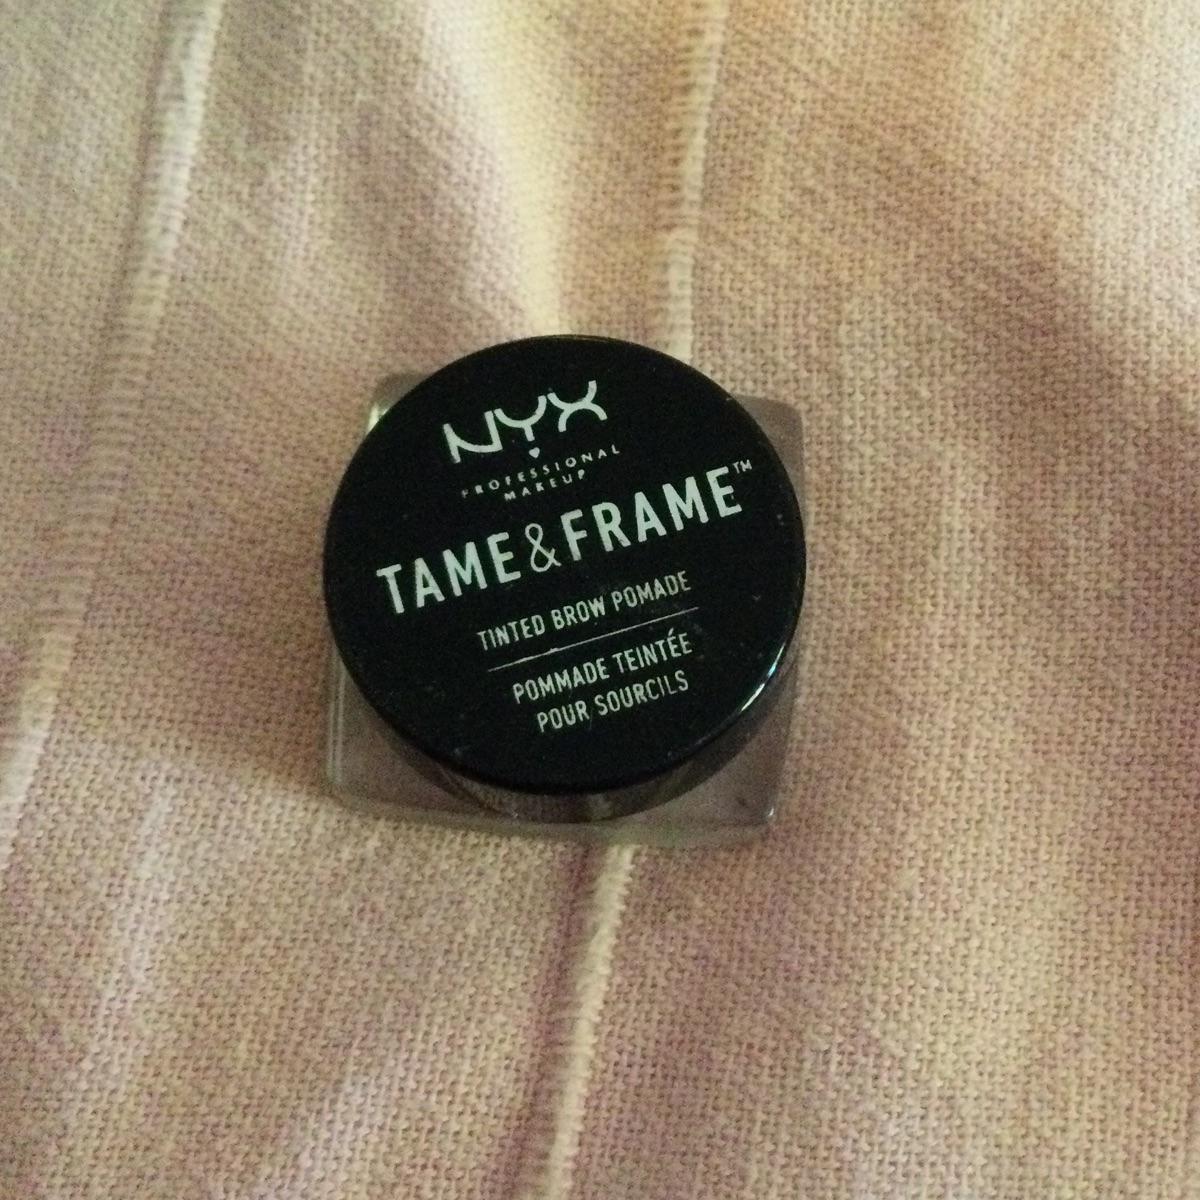 NYX
PROFESSIONAL
MAKEUP
TAME&FRAME™
TINTED BROW POMADE
POMMADE TEINTÉE
POUR SOURCILS